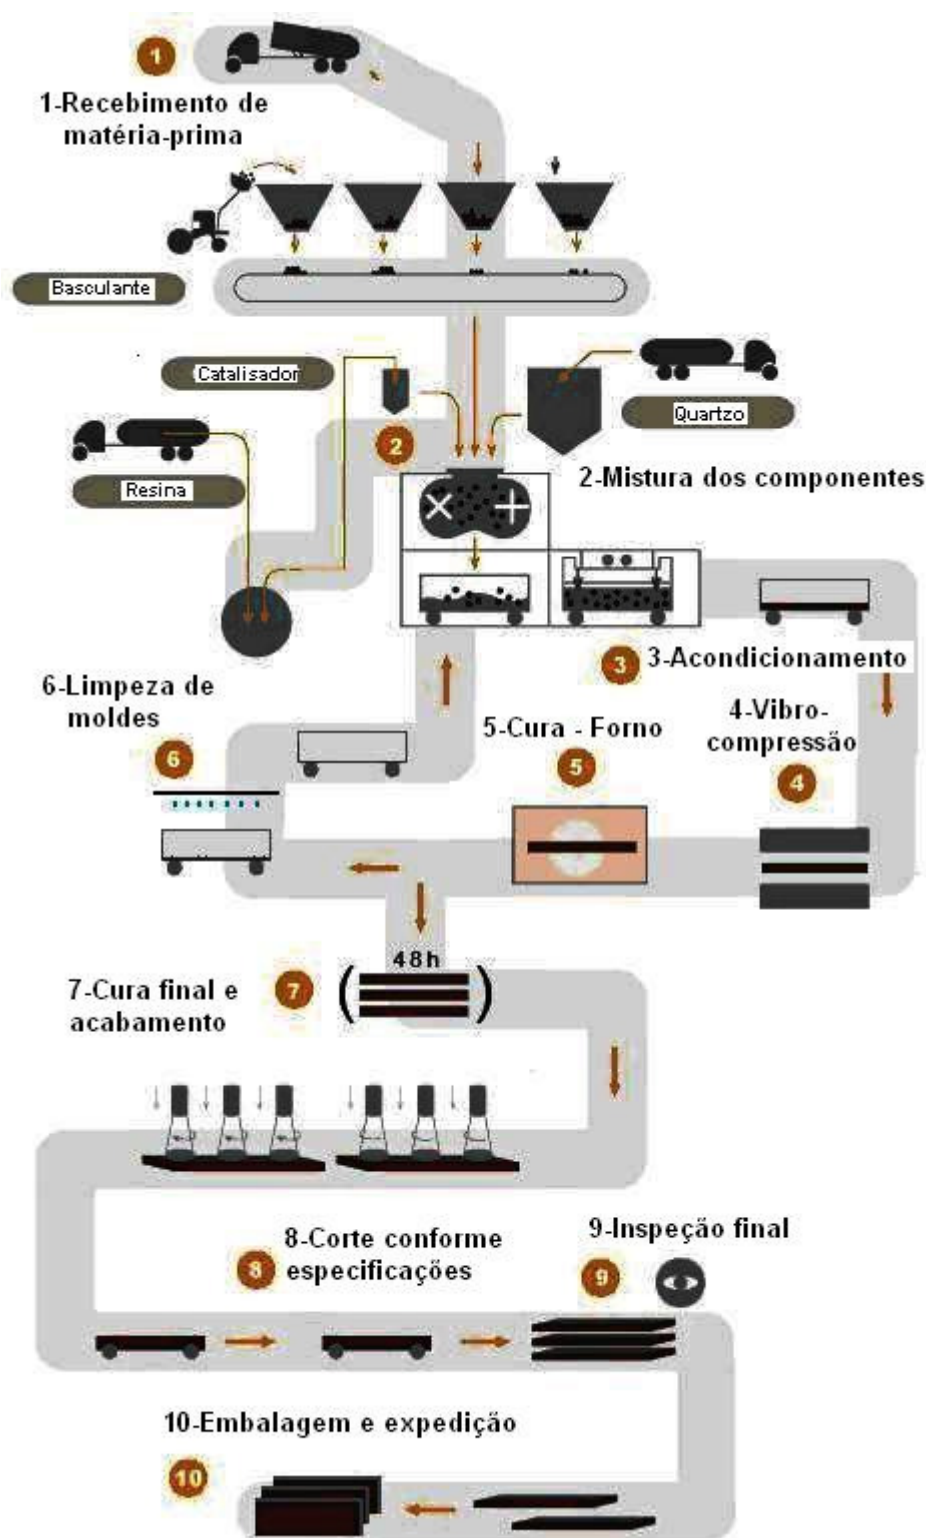 1
1-Recebimento de
matéria-prima
Basculante
Catalisador
Quartzo
2
Resina
2-Mistura dos componentes
3
3-Acondicionamento
6-Limpeza de
moldes
6
5-Cura - Forno
5
4-Vibro-
compressão
4
48h
7-Cura final e
acabamento
7
8-Corte conforme
especificações
8
9-Inspeção final
9
10-Embalagem e expedição
10